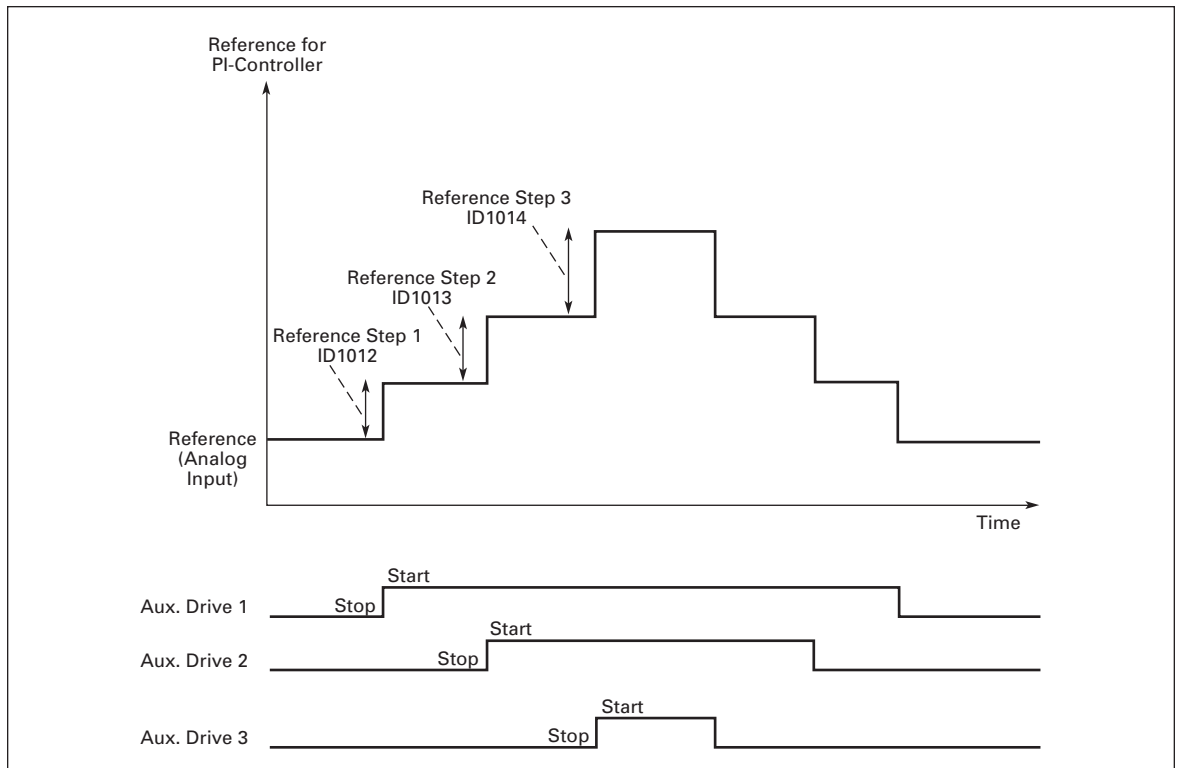 Reference for
PI-Controller
Reference Step 3
ID1014
Reference Step 2
ID1013
Reference Step 1
ID1012
Reference
(Analog
Input)
Time
Start
Aux. Drive 1
Stop
Start
Aux. Drive 2
Stop
Start
Aux. Drive 3
Stop